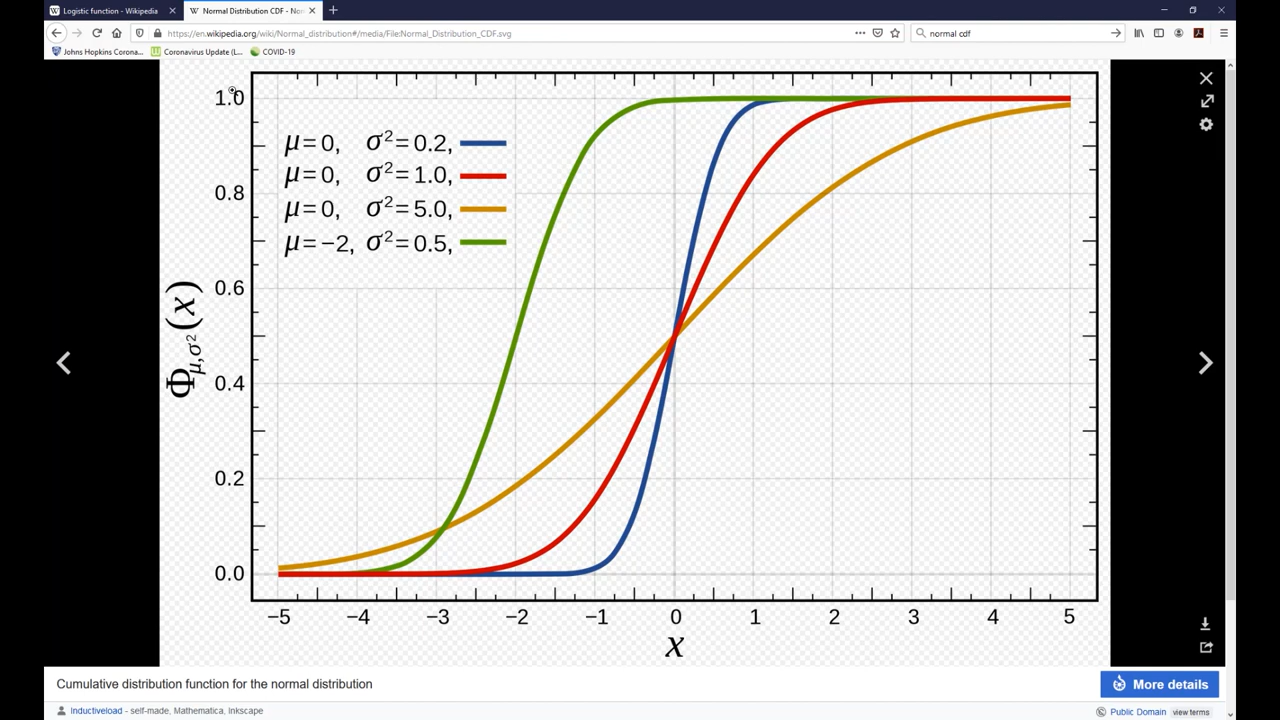 Logistic function - Wikipedia
Normal Distribution CDF - Nor
https://en.wikipedia.org/wiki/Normal_distribution#/media/File:Normal_Distribution_CDF.svg
normal cdf
Johns Hopkins Corona...
Coronavirus Update (L...
COVID-19
1.0
μ=0, σ²=0.2,
μ=0, σ²=1.0,
0.8
μ=0, σ²=5.0,
μ=−2, σ²=0.5,
0.6
Φμ,σ²(x)
0.4
0.2
0.0
−5 −4 −3 −2 −1 0 1 2 3 4 5
x
Cumulative distribution function for the normal distribution
More details
Inductiveload - self-made, Mathematica, Inkscape
Public Domain view terms